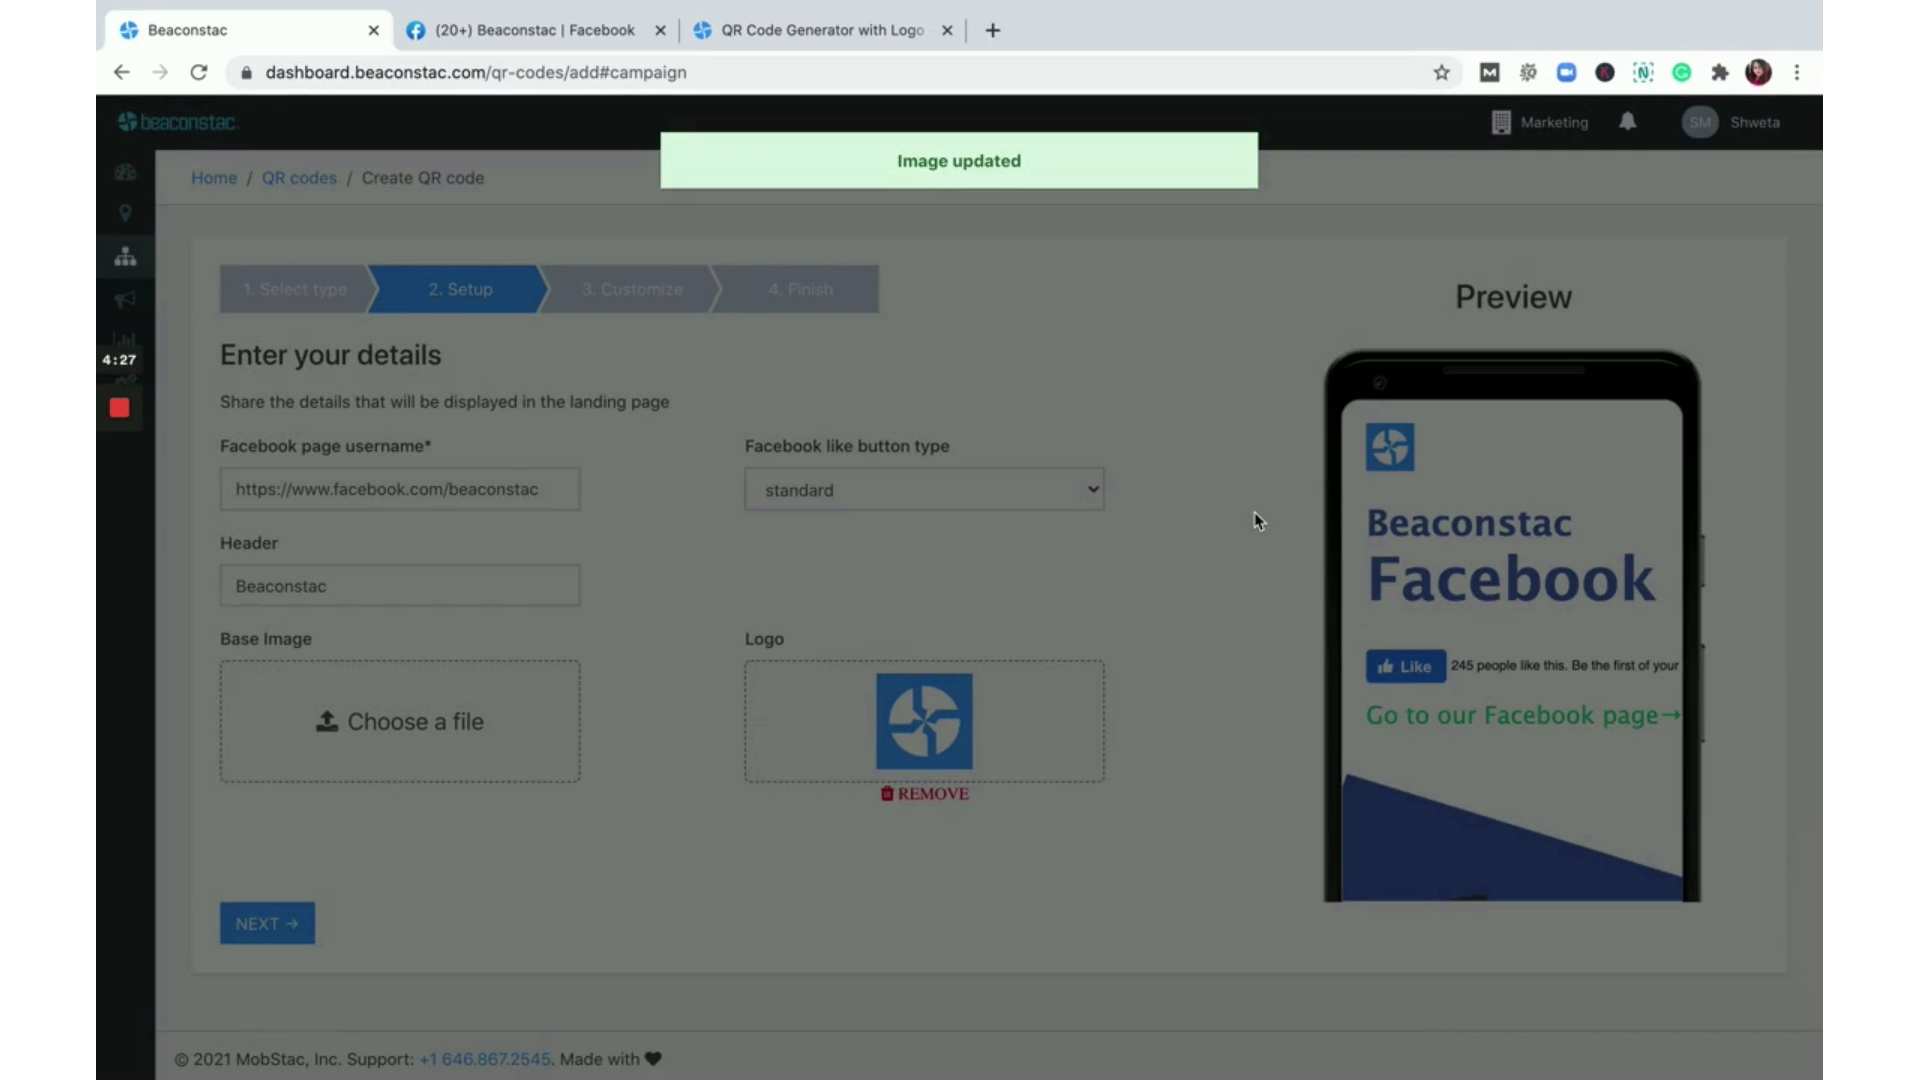 Beaconstac
(20+) Beaconstac | Facebook
QR Code Generator with Logo
dashboard.beaconstac.com/qr-codes/add#campaign
beaconstac
Marketing
SM
Shweta
Image updated
Home / QR codes / Create QR code
1. Select type
2. Setup
3. Customize
4. Finish
Preview
4:27
Enter your details
Share the details that will be displayed in the landing page
Facebook page username*
Facebook like button type
https://www.facebook.com/beaconstac
standard
Header
Beaconstac
Base Image
Logo
Choose a file
REMOVE
Beaconstac
Facebook
Like
245 people like this. Be the first of your
Go to our Facebook page→
NEXT →
© 2021 MobStac, Inc. Support: +1 646.867.2545. Made with ♥